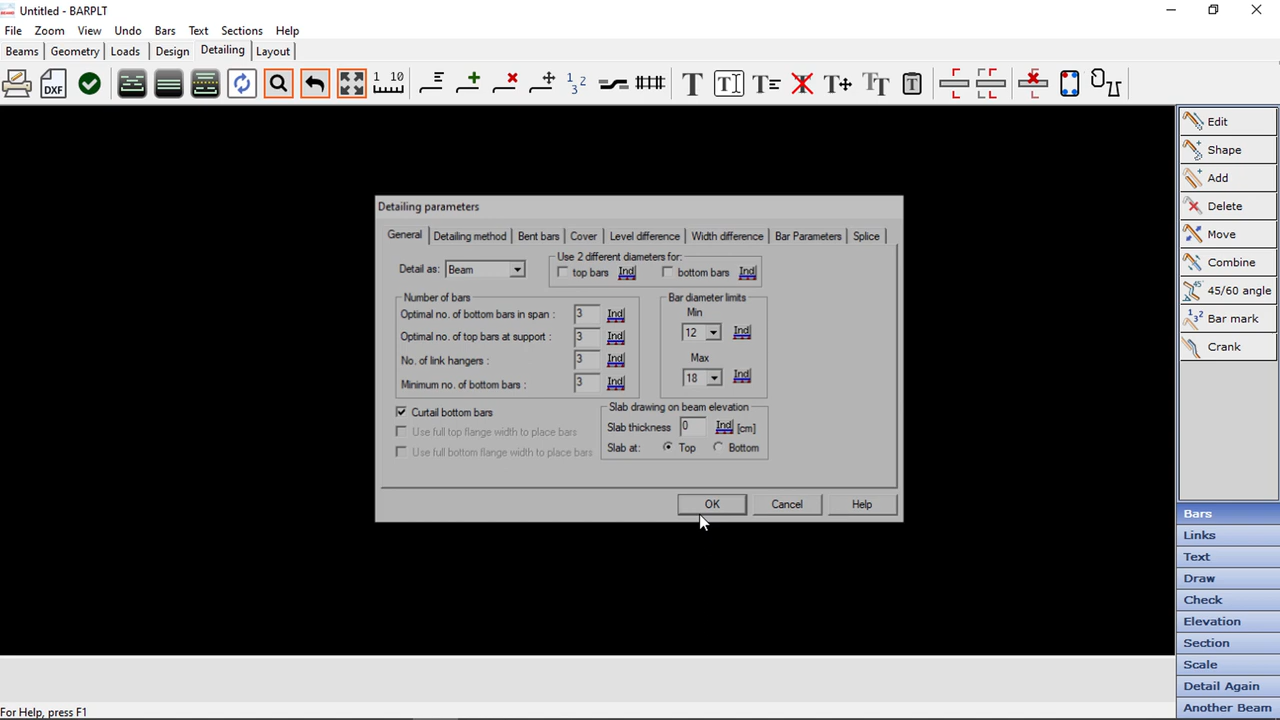 Untitled - BARPLT
File Zoom View Undo Bars Text Sections Help
Beams Geometry Loads Design Detailing Layout
DXF 1 10 1 2 3 T T T T T T T
Edit
Shape
Add
Delete
Move
Combine
45/60 angle
Bar mark
Crank
Detailing parameters
General Detailing method Bent bars Cover Level difference Width difference Bar Parameters Splice
Detail as: Beam
Use 2 different diameters for:
top bars Ind bottom bars Ind
Number of bars
Optimal no. of bottom bars in span : 3 Ind
Optimal no. of top bars at support : 3 Ind
No. of link hangers : 3 Ind
Minimum no. of bottom bars : 3 Ind
Bar diameter limits
Min
12 Ind
Max
18 Ind
Curtail bottom bars
Use full top flange width to place bars
Use full bottom flange width to place bars
Slab drawing on beam elevation
Slab thickness 0 Ind [cm]
Slab at: Top Bottom
OK Cancel Help
Bars
Links
Text
Draw
Check
Elevation
Section
Scale
Detail Again
Another Beam
For Help, press F1